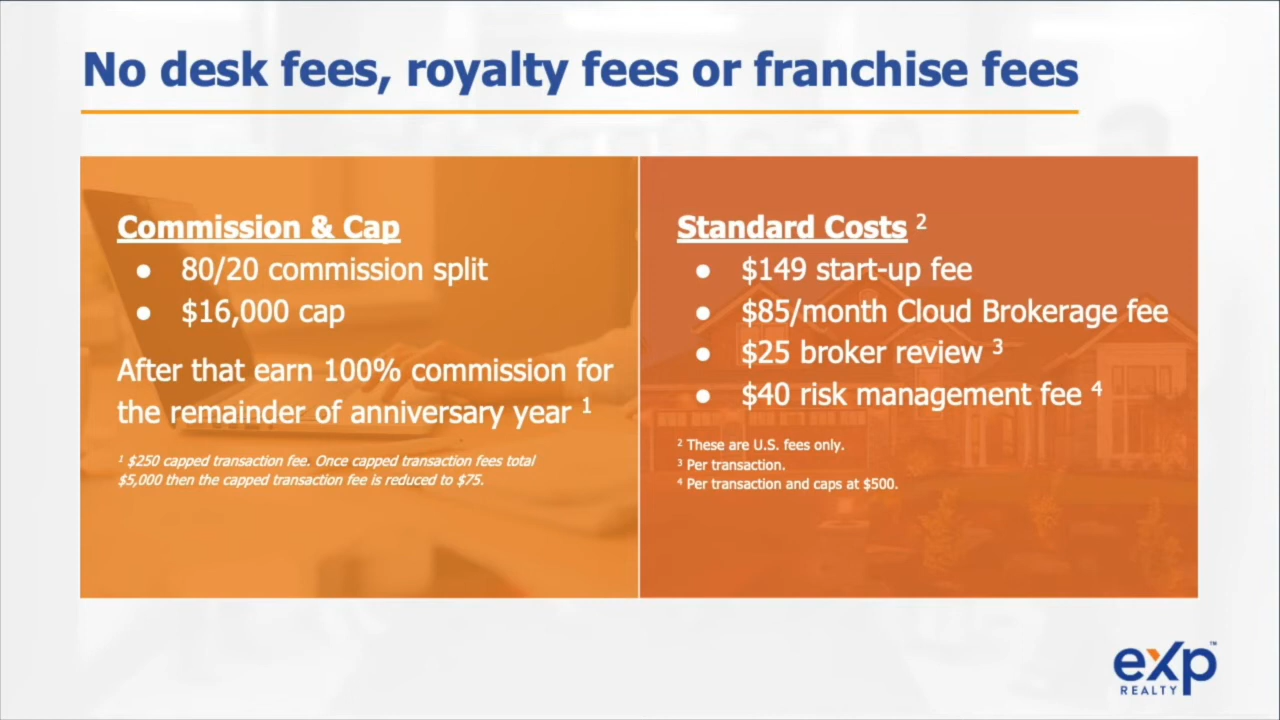 No desk fees, royalty fees or franchise fees
Commission & Cap
● 80/20 commission split
● $16,000 cap
After that earn 100% commission for
the remainder of anniversary year ¹
¹ $250 capped transaction fee. Once capped transaction fees total
$5,000 then the capped transaction fee is reduced to $75.
Standard Costs ²
● $149 start-up fee
● $85/month Cloud Brokerage fee
● $25 broker review ³
● $40 risk management fee ⁴
² These are U.S. fees only.
³ Per transaction.
⁴ Per transaction and caps at $500.
eXp™
REALTY